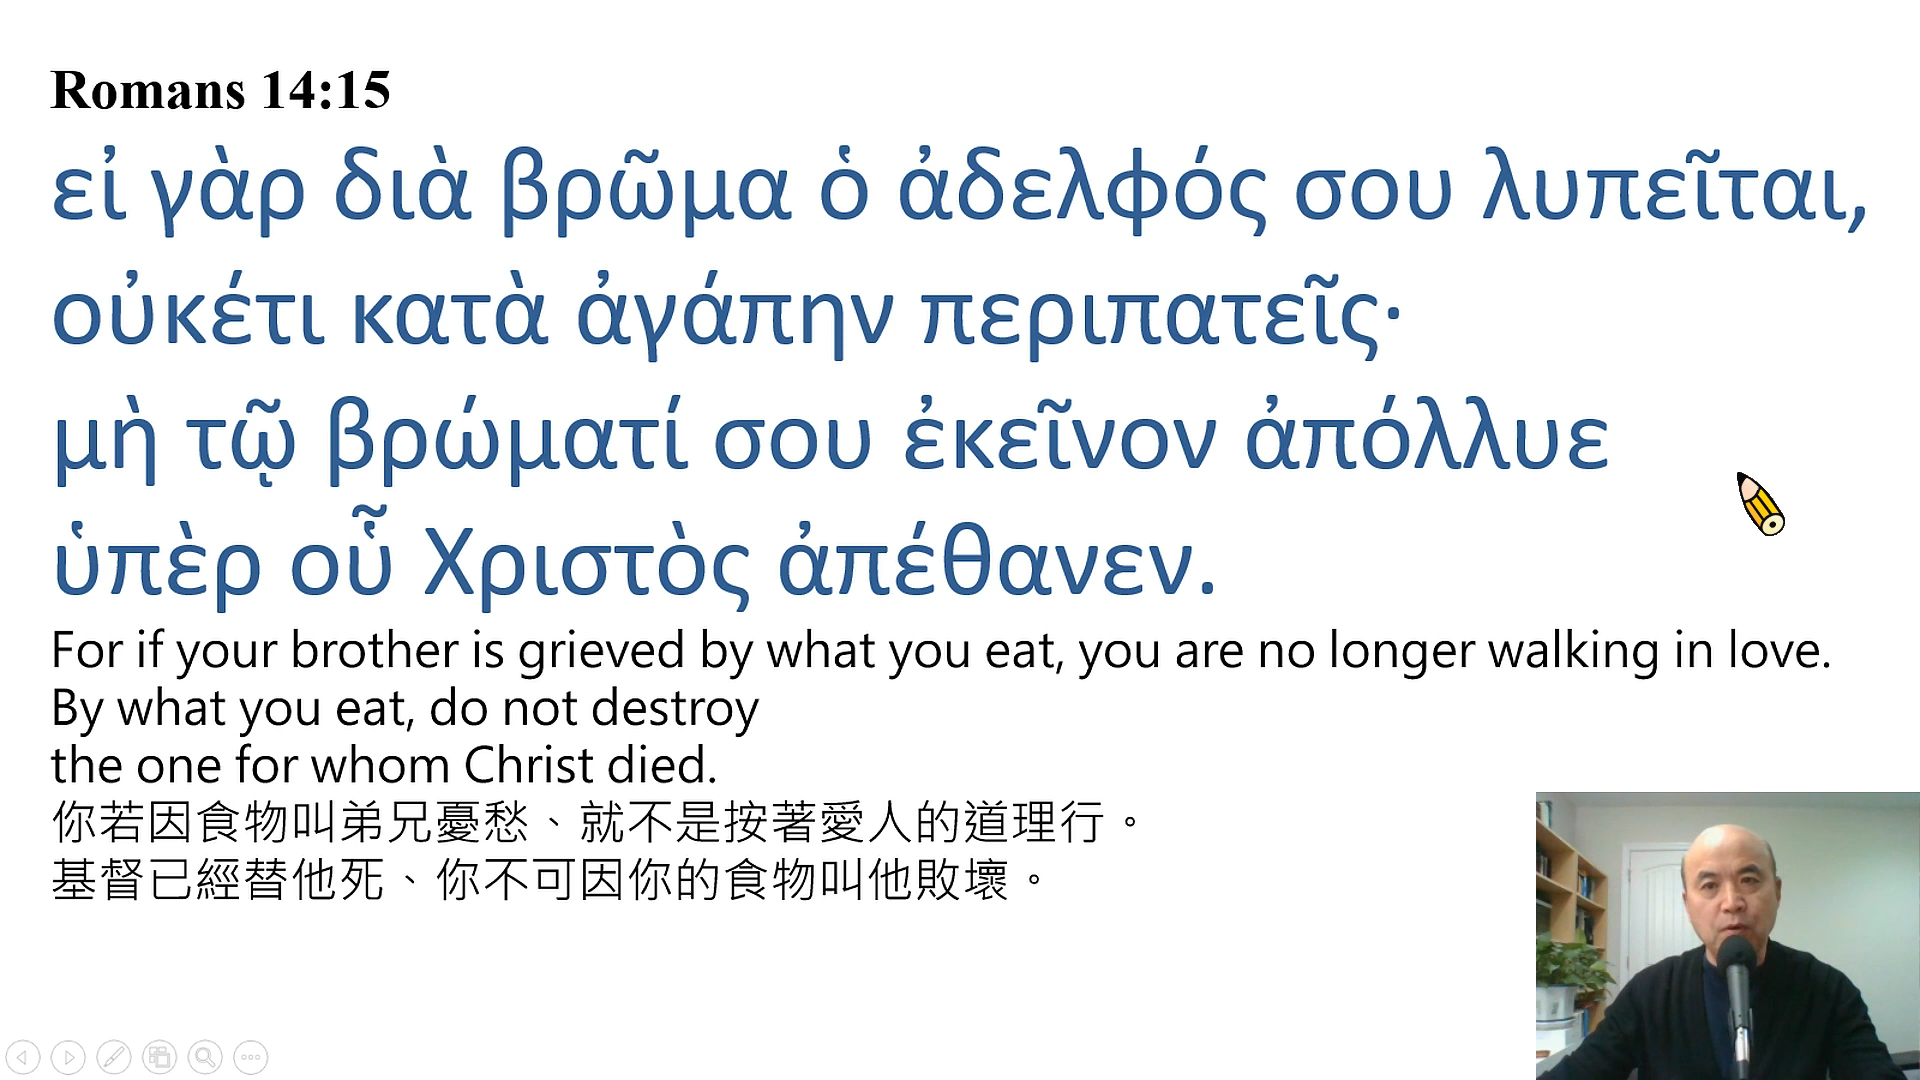 Romans 14:15
εἰ γὰρ διὰ βρῶμα ὁ ἀδελφός σου λυπεῖται,
οὐκέτι κατὰ ἀγάπην περιπατεῖς·
μὴ τῷ βρώματί σου ἐκεῖνον ἀπόλλυε
ὑπὲρ οὗ Χριστὸς ἀπέθανεν.
For if your brother is grieved by what you eat, you are no longer walking in love.
By what you eat, do not destroy
the one for whom Christ died.
你若因食物叫弟兄憂愁、就不是按著愛人的道理行。
基督已經替他死、你不可因你的食物叫他敗壞。